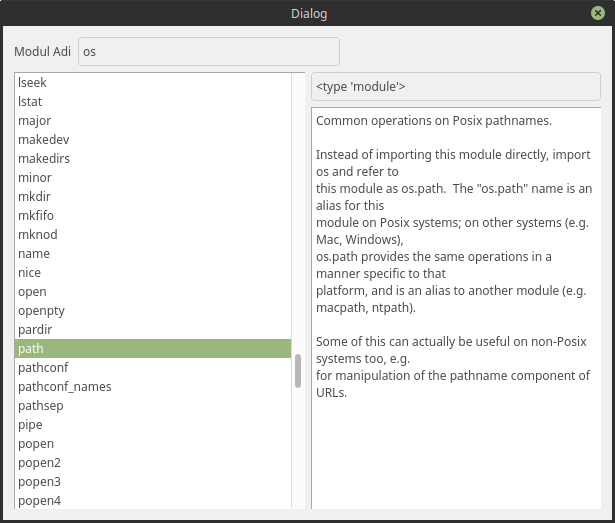 Dialog
Modul Adi
os
lseek
lstat
major
makedev
makedirs
minor
mkdir
mkfifo
mknod
name
nice
open
openpty
pardir
path
pathconf
pathconf_names
pathsep
pipe
popen
popen2
popen3
popen4
<type 'module'>
Common operations on Posix pathnames.
Instead of importing this module directly, import
os and refer to
this module as os.path.  The "os.path" name is an
alias for this
module on Posix systems; on other systems (e.g.
Mac, Windows),
os.path provides the same operations in a
manner specific to that
platform, and is an alias to another module (e.g.
macpath, ntpath).
Some of this can actually be useful on non-Posix
systems too, e.g.
for manipulation of the pathname component of
URLs.